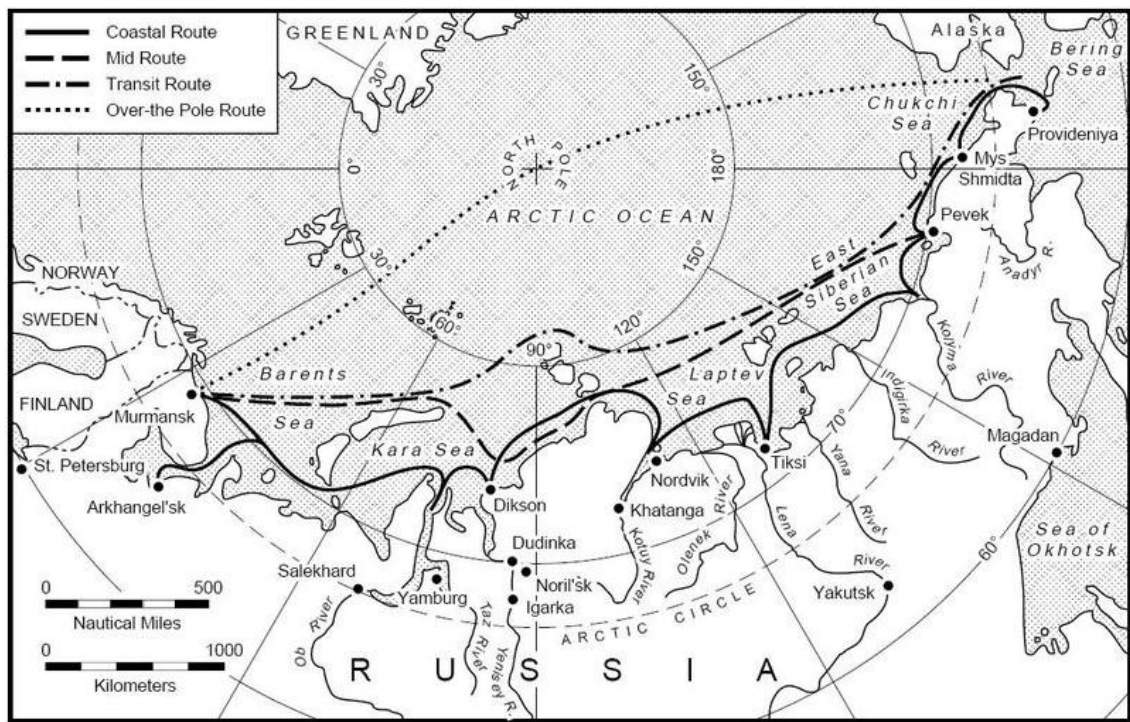 Coastal Route
Mid Route
Transit Route
Over-the Pole Route
GREENLAND
Alaska
Bering
Sea
30°
150°
Chukchi
Sea
Provideniya
0°
NORTH POLE
180°
Mys
Shmidta
ARCTIC OCEAN
Pevek
Anadyr R.
NORWAY
30°
150°
East
Siberian
Sea
SWEDEN
60°
120°
90°
Kolyma
River
Barents
Sea
Laptev
Sea
Indigirka
River
FINLAND
Murmansk
Kara Sea
70°
Magadan
St. Petersburg
Arkhangel'sk
Dikson
Nordvik
Tiksi
Yana
River
Khatanga
Olenek
River
Lena
River
Sea of
Okhotsk
60°
Dudinka
Kotuy River
Salekhard
Yamburg
Noril'sk
Igarka
Yakutsk
ARCTIC CIRCLE
0 500
Nautical Miles
Ob
River
Taz
River
Yenisey R.
0 1000
Kilometers
RUSSIA